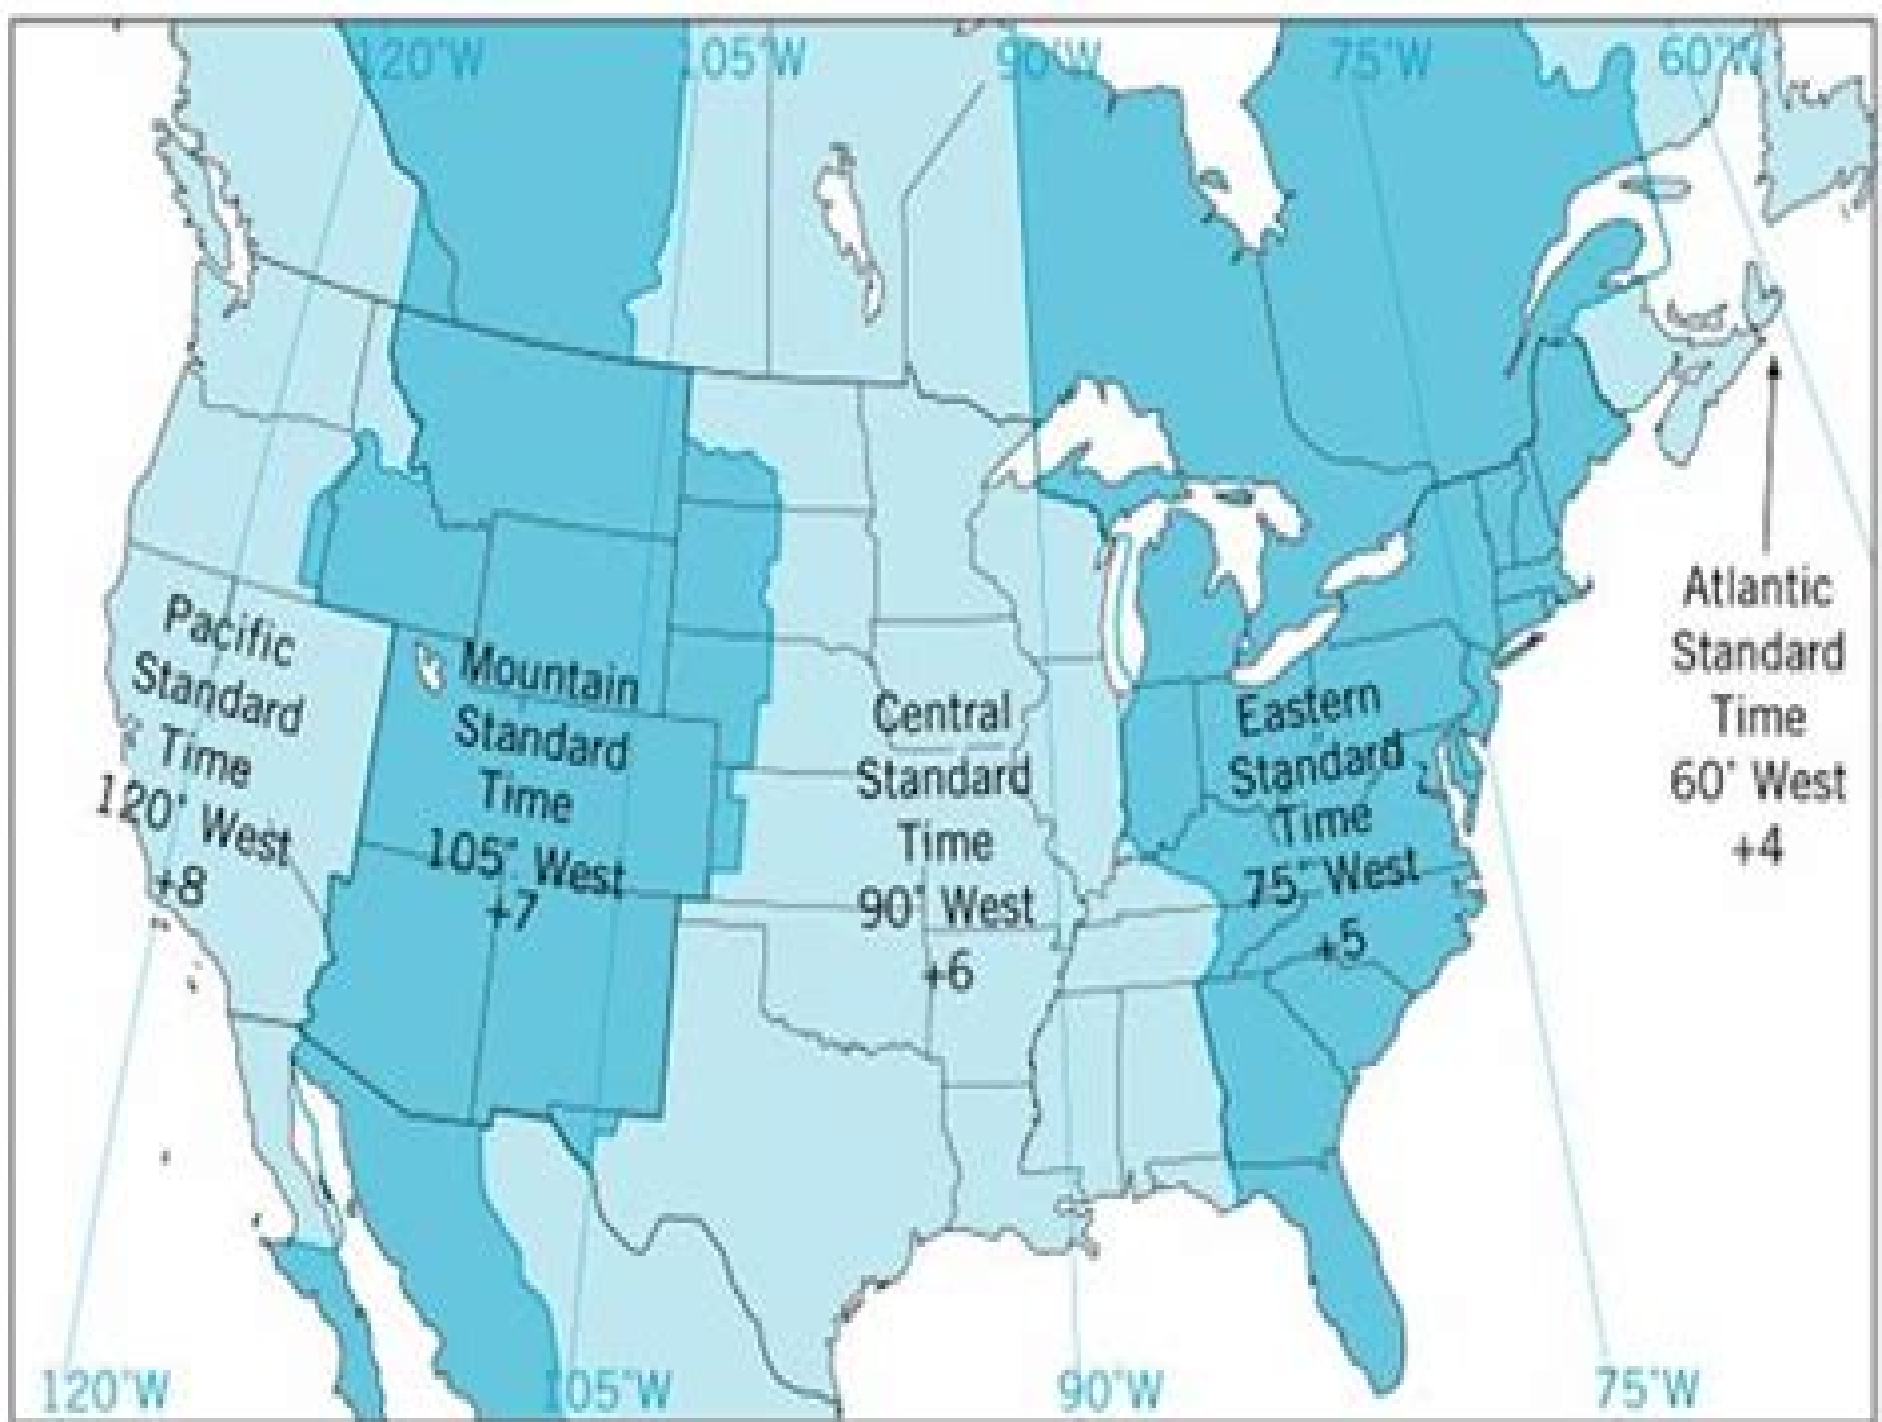 120°W
105°W
90°W
75°W
60°W
Pacific
Standard
Time
120° West
+8
Mountain
Standard
Time
105° West
+7
Central
Standard
Time
90° West
+6
Eastern
Standard
Time
75° West
+5
Atlantic
Standard
Time
60° West
+4
120°W
105°W
90°W
75°W